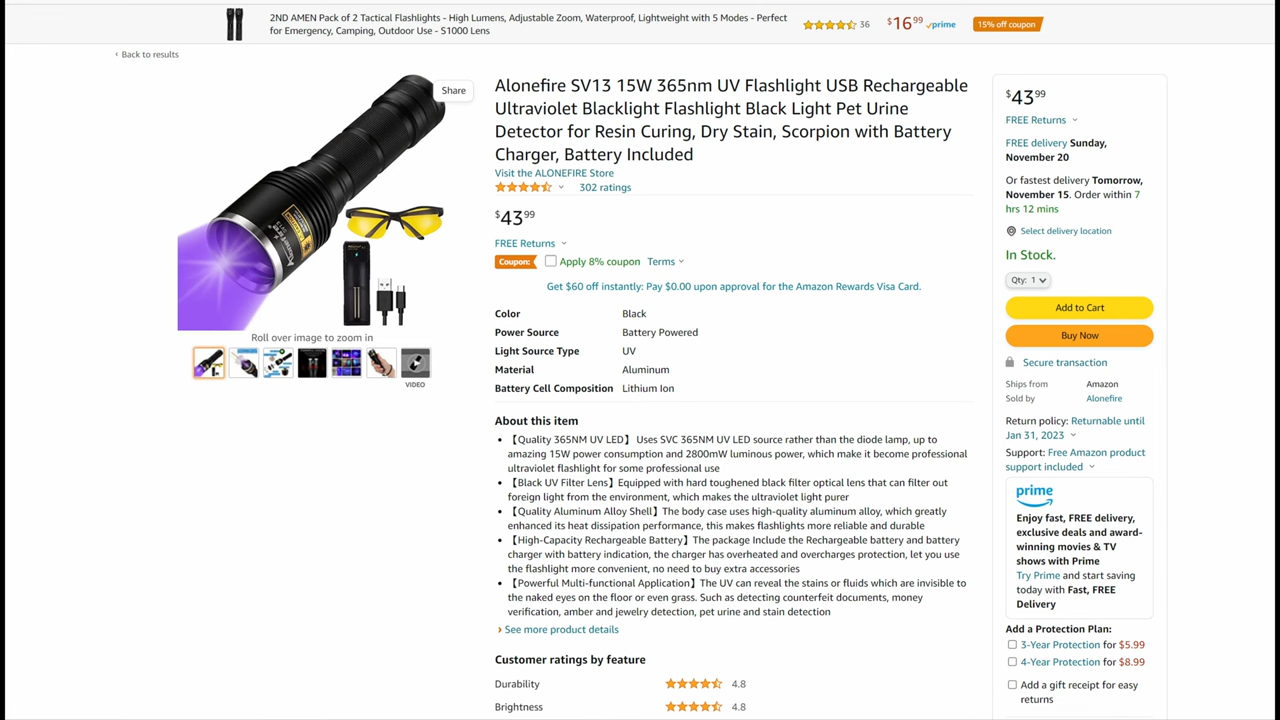 2ND AMEN Pack of 2 Tactical Flashlights - High Lumens, Adjustable Zoom, Waterproof, Lightweight with 5 Modes - Perfect
for Emergency, Camping, Outdoor Use - S1000 Lens
36
$16.99 prime
15% off coupon
‹ Back to results
Share
Alonefire SV13 15W 365nm UV Flashlight USB Rechargeable
Ultraviolet Blacklight Flashlight Black Light Pet Urine
Detector for Resin Curing, Dry Stain, Scorpion with Battery
Charger, Battery Included
Visit the ALONEFIRE Store
302 ratings
$43.99
FREE Returns
Coupon: Apply 8% coupon Terms
Get $60 off instantly: Pay $0.00 upon approval for the Amazon Rewards Visa Card.
Roll over image to zoom in
VIDEO
Color Black
Power Source Battery Powered
Light Source Type UV
Material Aluminum
Battery Cell Composition Lithium Ion
About this item
• 【Quality 365NM UV LED】 Uses SVC 365NM UV LED source rather than the diode lamp, up to
amazing 15W power consumption and 2800mW luminous power, which make it become professional
ultraviolet flashlight for some professional use
• 【Black UV Filter Lens】Equipped with hard toughened black filter optical lens that can filter out
foreign light from the environment, which makes the ultraviolet light purer
• 【Quality Aluminum Alloy Shell】The body case uses high-quality aluminum alloy, which greatly
enhanced its heat dissipation performance, this makes flashlights more reliable and durable
• 【High-Capacity Rechargeable Battery】The package Include the Rechargeable battery and battery
charger with battery indication, the charger has overheated and overcharges protection, let you use
the flashlight more convenient, no need to buy extra accessories
• 【Powerful Multi-functional Application】The UV can reveal the stains or fluids which are invisible to
the naked eyes on the floor or even grass. Such as detecting counterfeit documents, money
verification, amber and jewelry detection, pet urine and stain detection
› See more product details
Customer ratings by feature
Durability 4.8
Brightness 4.8
$43.99
FREE Returns
FREE delivery Sunday,
November 20
Or fastest delivery Tomorrow,
November 15. Order within 7
hrs 12 mins
Select delivery location
In Stock.
Qty: 1
Add to Cart
Buy Now
Secure transaction
Ships from Amazon
Sold by Alonefire
Return policy: Returnable until
Jan 31, 2023
Support: Free Amazon product
support included
prime
Enjoy fast, FREE delivery,
exclusive deals and award-
winning movies & TV
shows with Prime
Try Prime and start saving
today with Fast, FREE
Delivery
Add a Protection Plan:
3-Year Protection for $5.99
4-Year Protection for $8.99
Add a gift receipt for easy
returns